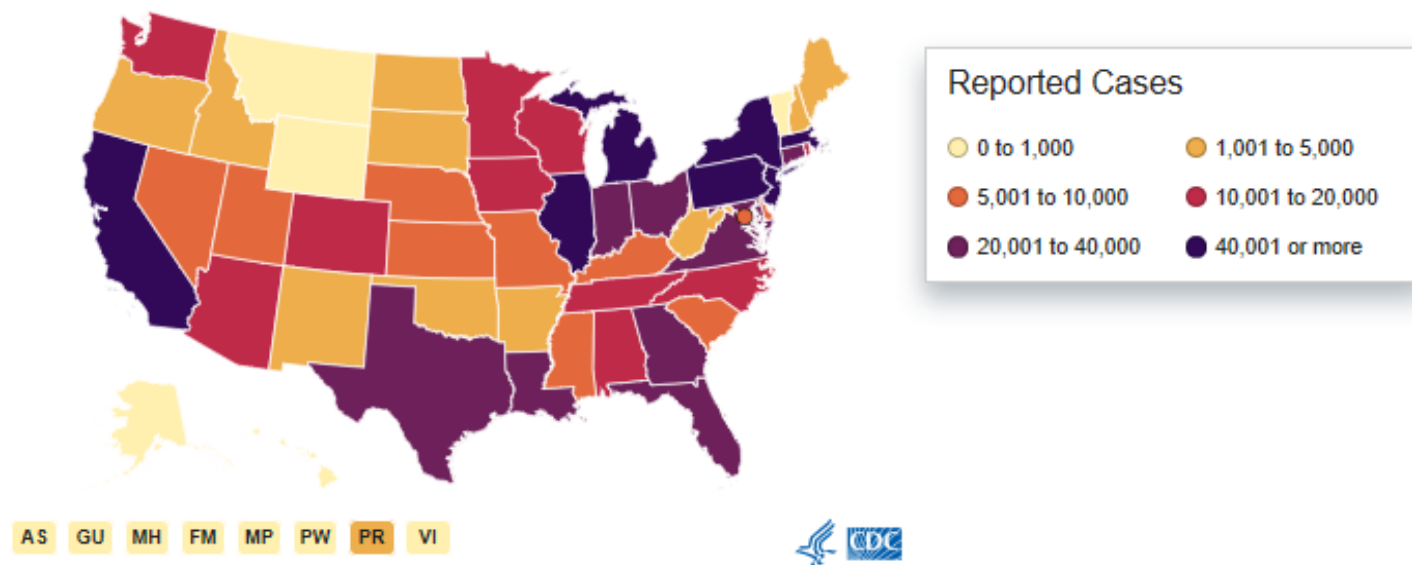 Reported Cases
0 to 1,000
1,001 to 5,000
5,001 to 10,000
10,001 to 20,000
20,001 to 40,000
40,001 or more
AS GU MH FM MP PW PR VI
CDC